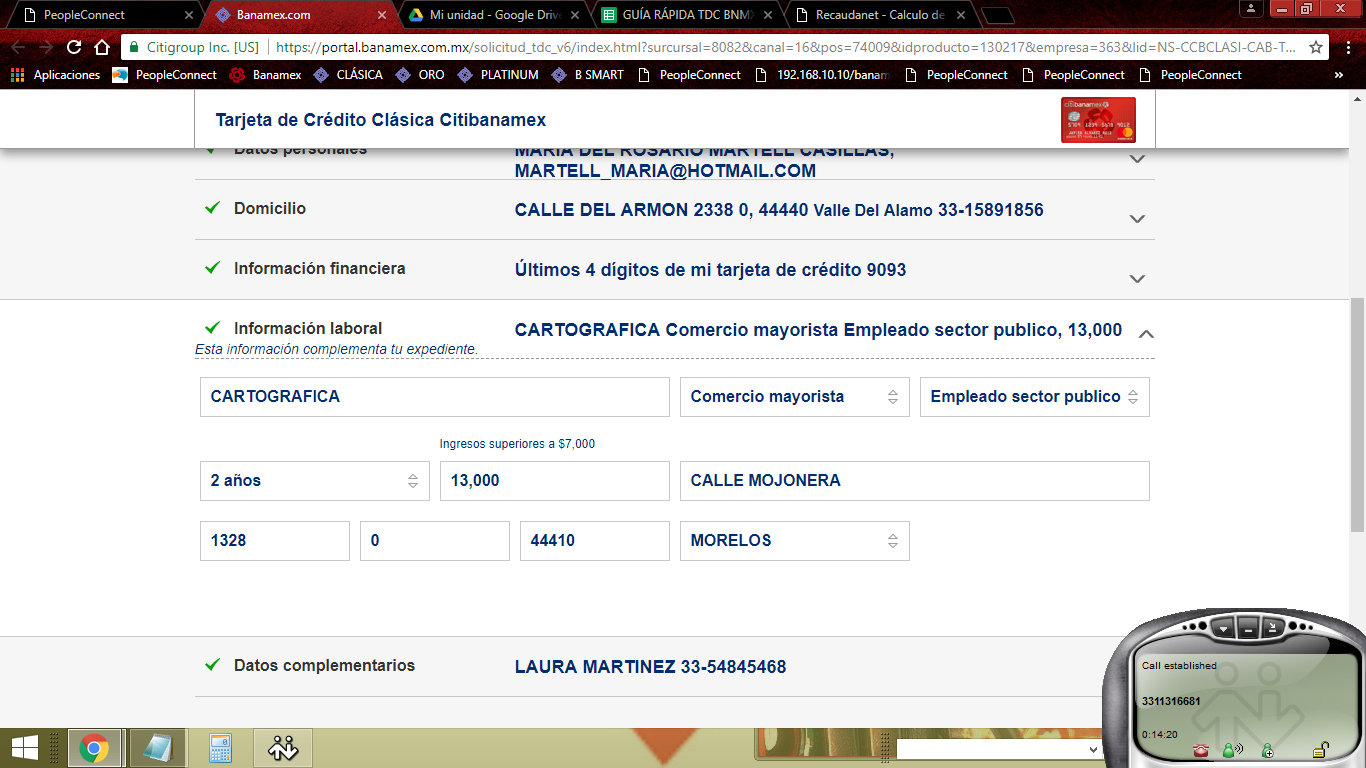 PeopleConnect
Banamex.com
Mi unidad - Google Drive
GUÍA RÁPIDA TDC BNMX
Recaudanet - Calculo de
Citigroup Inc. [US]
https://portal.banamex.com.mx/solicitud_tdc_v6/index.html?surcursal=8082&canal=16&pos=74009&idproducto=130217&empresa=363&lid=NS-CCBCLASI-CAB-T...
Aplicaciones
PeopleConnect
Banamex
CLÁSICA
ORO
PLATINUM
B SMART
PeopleConnect
192.168.10.10/banam
PeopleConnect
PeopleConnect
PeopleConnect
»
Tarjeta de Crédito Clásica Citibanamex
citibanamex
Datos personales
MARIA DEL ROSARIO MARTELL CASILLAS,
MARTELL_MARIA@HOTMAIL.COM
Domicilio
CALLE DEL ARMON 2338 0, 44440 Valle Del Alamo 33-15891856
Información financiera
Últimos 4 dígitos de mi tarjeta de crédito 9093
Información laboral
CARTOGRAFICA Comercio mayorista Empleado sector publico, 13,000
Esta información complementa tu expediente.
CARTOGRAFICA
Comercio mayorista
Empleado sector publico
Ingresos superiores a $7,000
2 años
13,000
CALLE MOJONERA
1328
0
44410
MORELOS
Datos complementarios
LAURA MARTINEZ 33-54845468
Call established
3311316681
0:14:20